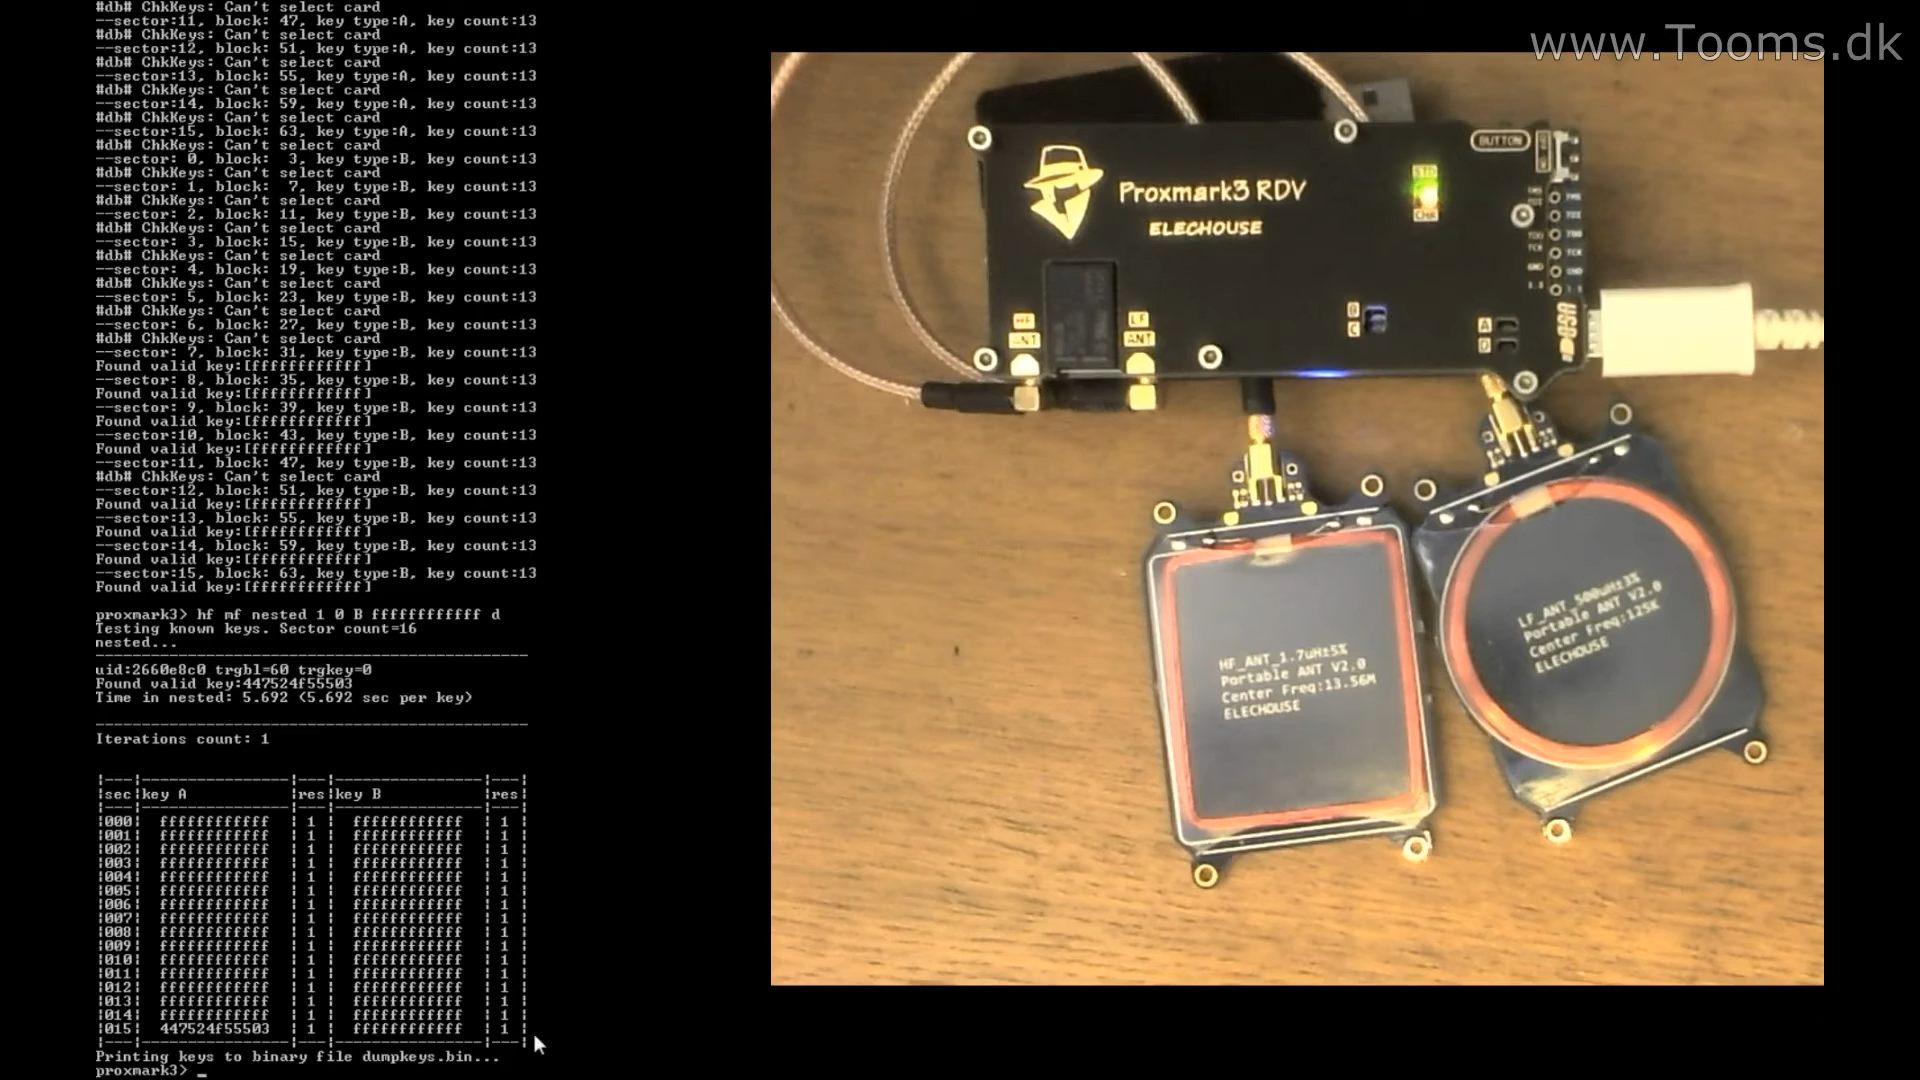 #db# ChkKeys: Can't select card
--sector:11, block: 47, key type:A, key count:13
#db# ChkKeys: Can't select card
--sector:12, block: 51, key type:A, key count:13
#db# ChkKeys: Can't select card
--sector:13, block: 55, key type:A, key count:13
#db# ChkKeys: Can't select card
--sector:14, block: 59, key type:A, key count:13
#db# ChkKeys: Can't select card
--sector:15, block: 63, key type:A, key count:13
#db# ChkKeys: Can't select card
--sector: 0, block:  3, key type:B, key count:13
#db# ChkKeys: Can't select card
--sector: 1, block:  7, key type:B, key count:13
#db# ChkKeys: Can't select card
--sector: 2, block: 11, key type:B, key count:13
#db# ChkKeys: Can't select card
--sector: 3, block: 15, key type:B, key count:13
#db# ChkKeys: Can't select card
--sector: 4, block: 19, key type:B, key count:13
#db# ChkKeys: Can't select card
--sector: 5, block: 23, key type:B, key count:13
#db# ChkKeys: Can't select card
--sector: 6, block: 27, key type:B, key count:13
#db# ChkKeys: Can't select card
--sector: 7, block: 31, key type:B, key count:13
Found valid key:[ffffffffffff]
--sector: 8, block: 35, key type:B, key count:13
Found valid key:[ffffffffffff]
--sector: 9, block: 39, key type:B, key count:13
Found valid key:[ffffffffffff]
--sector:10, block: 43, key type:B, key count:13
Found valid key:[ffffffffffff]
--sector:11, block: 47, key type:B, key count:13
#db# ChkKeys: Can't select card
--sector:12, block: 51, key type:B, key count:13
Found valid key:[ffffffffffff]
--sector:13, block: 55, key type:B, key count:13
Found valid key:[ffffffffffff]
--sector:14, block: 59, key type:B, key count:13
Found valid key:[ffffffffffff]
--sector:15, block: 63, key type:B, key count:13
Found valid key:[ffffffffffff]
proxmark3> hf mf nested 1 0 B ffffffffffff d
Testing known keys. Sector count=16
nested...
-----------------------------------------------
uid:2660e8c0 trgbl=60 trgkey=0
Found valid key:447524f55503
Time in nested: 5.692 (5.692 sec per key)
-----------------------------------------------
Iterations count: 1
|---|----------------|---|----------------|---|
|sec|key A           |res|key B           |res|
|---|----------------|---|----------------|---|
|000|  ffffffffffff  | 1 |  ffffffffffff  | 1 |
|001|  ffffffffffff  | 1 |  ffffffffffff  | 1 |
|002|  ffffffffffff  | 1 |  ffffffffffff  | 1 |
|003|  ffffffffffff  | 1 |  ffffffffffff  | 1 |
|004|  ffffffffffff  | 1 |  ffffffffffff  | 1 |
|005|  ffffffffffff  | 1 |  ffffffffffff  | 1 |
|006|  ffffffffffff  | 1 |  ffffffffffff  | 1 |
|007|  ffffffffffff  | 1 |  ffffffffffff  | 1 |
|008|  ffffffffffff  | 1 |  ffffffffffff  | 1 |
|009|  ffffffffffff  | 1 |  ffffffffffff  | 1 |
|010|  ffffffffffff  | 1 |  ffffffffffff  | 1 |
|011|  ffffffffffff  | 1 |  ffffffffffff  | 1 |
|012|  ffffffffffff  | 1 |  ffffffffffff  | 1 |
|013|  ffffffffffff  | 1 |  ffffffffffff  | 1 |
|014|  ffffffffffff  | 1 |  ffffffffffff  | 1 |
|015|  447524f55503  | 1 |  ffffffffffff  | 1 |
|---|----------------|---|----------------|---|
Printing keys to binary file dumpkeys.bin...
proxmark3> _
www.Tooms.dk
BUTTON
Proxmark3 RDV
ELECHOUSE
STD
CHA
HF
ANT
LF
ANT
B
C
A
D
USB
HF_ANT_1.7uH±5%
Portable ANT V2.0
Center Freq:13.56M
ELECHOUSE
LF_ANT_500uH±3%
Portable ANT V2.0
Center Freq:125K
ELECHOUSE